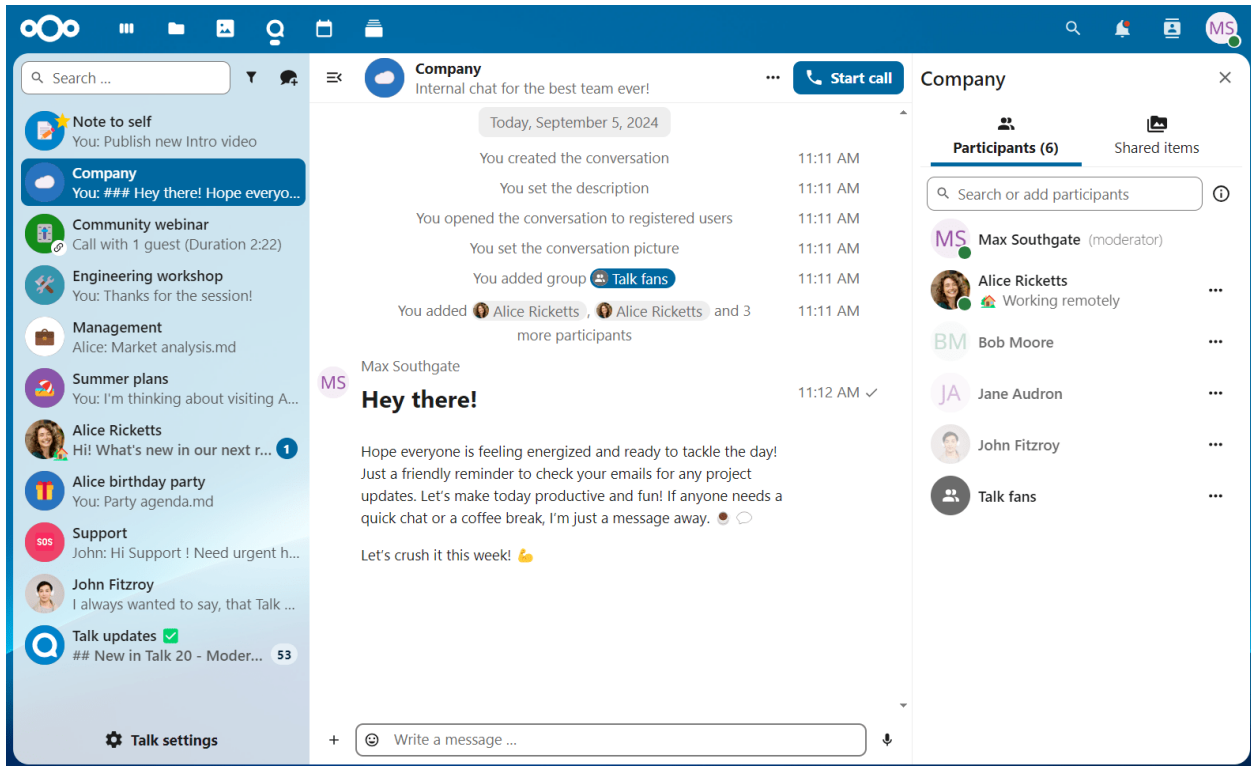 MS
Search ...
Note to self
You: Publish new Intro video
Company
You: ### Hey there! Hope everyo...
Community webinar
Call with 1 guest (Duration 2:22)
Engineering workshop
You: Thanks for the session!
Management
Alice: Market analysis.md
Summer plans
You: I'm thinking about visiting A...
Alice Ricketts
Hi! What's new in our next r... 1
Alice birthday party
You: Party agenda.md
SOS
Support
John: Hi Support ! Need urgent h...
John Fitzroy
I always wanted to say, that Talk ...
Talk updates ✅
## New in Talk 20 - Moder... 53
Talk settings
Company
Internal chat for the best team ever!
Start call
Today, September 5, 2024
You created the conversation 11:11 AM
You set the description 11:11 AM
You opened the conversation to registered users 11:11 AM
You set the conversation picture 11:11 AM
You added group Talk fans 11:11 AM
You added Alice Ricketts , Alice Ricketts and 3 11:11 AM
more participants
Max Southgate
MS
Hey there! 11:12 AM ✓
Hope everyone is feeling energized and ready to tackle the day!
Just a friendly reminder to check your emails for any project
updates. Let's make today productive and fun! If anyone needs a
quick chat or a coffee break, I'm just a message away. ☕ 💬
Let's crush it this week! 💪
Write a message ...
Company
Participants (6)
Shared items
Search or add participants
MS Max Southgate (moderator)
Alice Ricketts
🏡 Working remotely
BM Bob Moore
JA Jane Audron
John Fitzroy
Talk fans